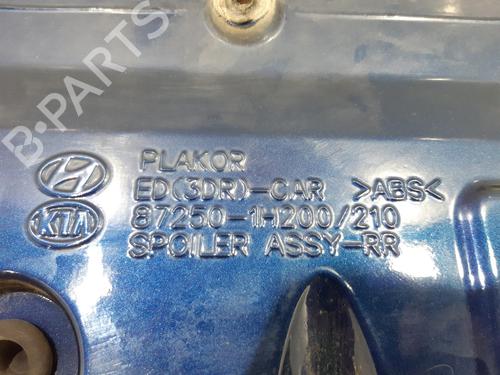 B-PARTS
PLAKOR
ED(3DR)-CAR >ABS<
KIA 87250-1H200/210
SPOILER ASSY-RR